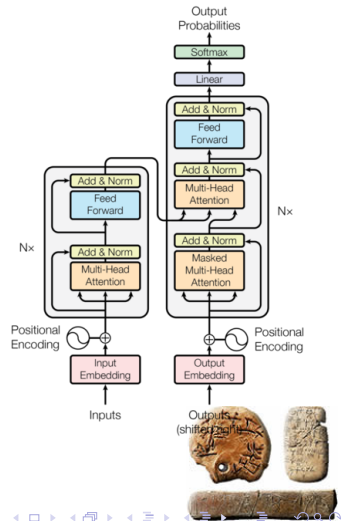 Output
Probabilities
Softmax
Linear
Add & Norm
Feed
Forward
Add & Norm
Multi-Head
Attention
Nx
Add & Norm
Masked
Multi-Head
Attention
Add & Norm
Feed
Forward
Nx
Add & Norm
Multi-Head
Attention
Positional
Encoding
Positional
Encoding
Input
Embedding
Output
Embedding
Inputs
Outputs
(shifted right)